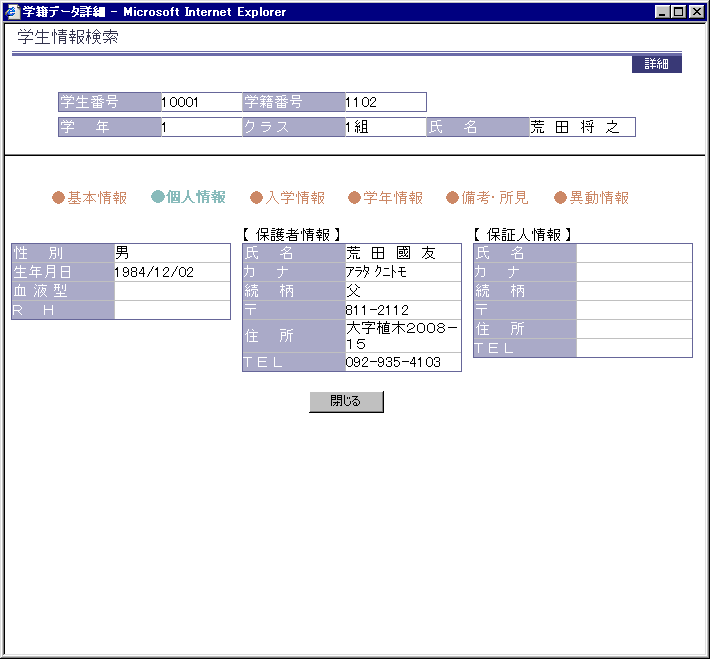 学籍データ詳細 - Microsoft Internet Explorer
学生情報検索
詳細
学生番号 10001 学籍番号 1102
学　年 1 クラス 1組 氏　名 荒 田 将 之
●基本情報 ●個人情報 ●入学情報 ●学年情報 ●備考・所見 ●異動情報
性　別 男
生年月日 1984/12/02
血液型
ＲＨ
【 保護者情報 】
氏　名 荒 田 國 友
カ　ナ ｱﾗﾀ ｸﾆﾄﾓ
続　柄 父
〒 811-2112
住　所 大字植木２００８－
１５
ＴＥＬ 092-935-4103
【 保証人情報 】
氏　名
カ　ナ
続　柄
〒
住　所
ＴＥＬ
閉じる